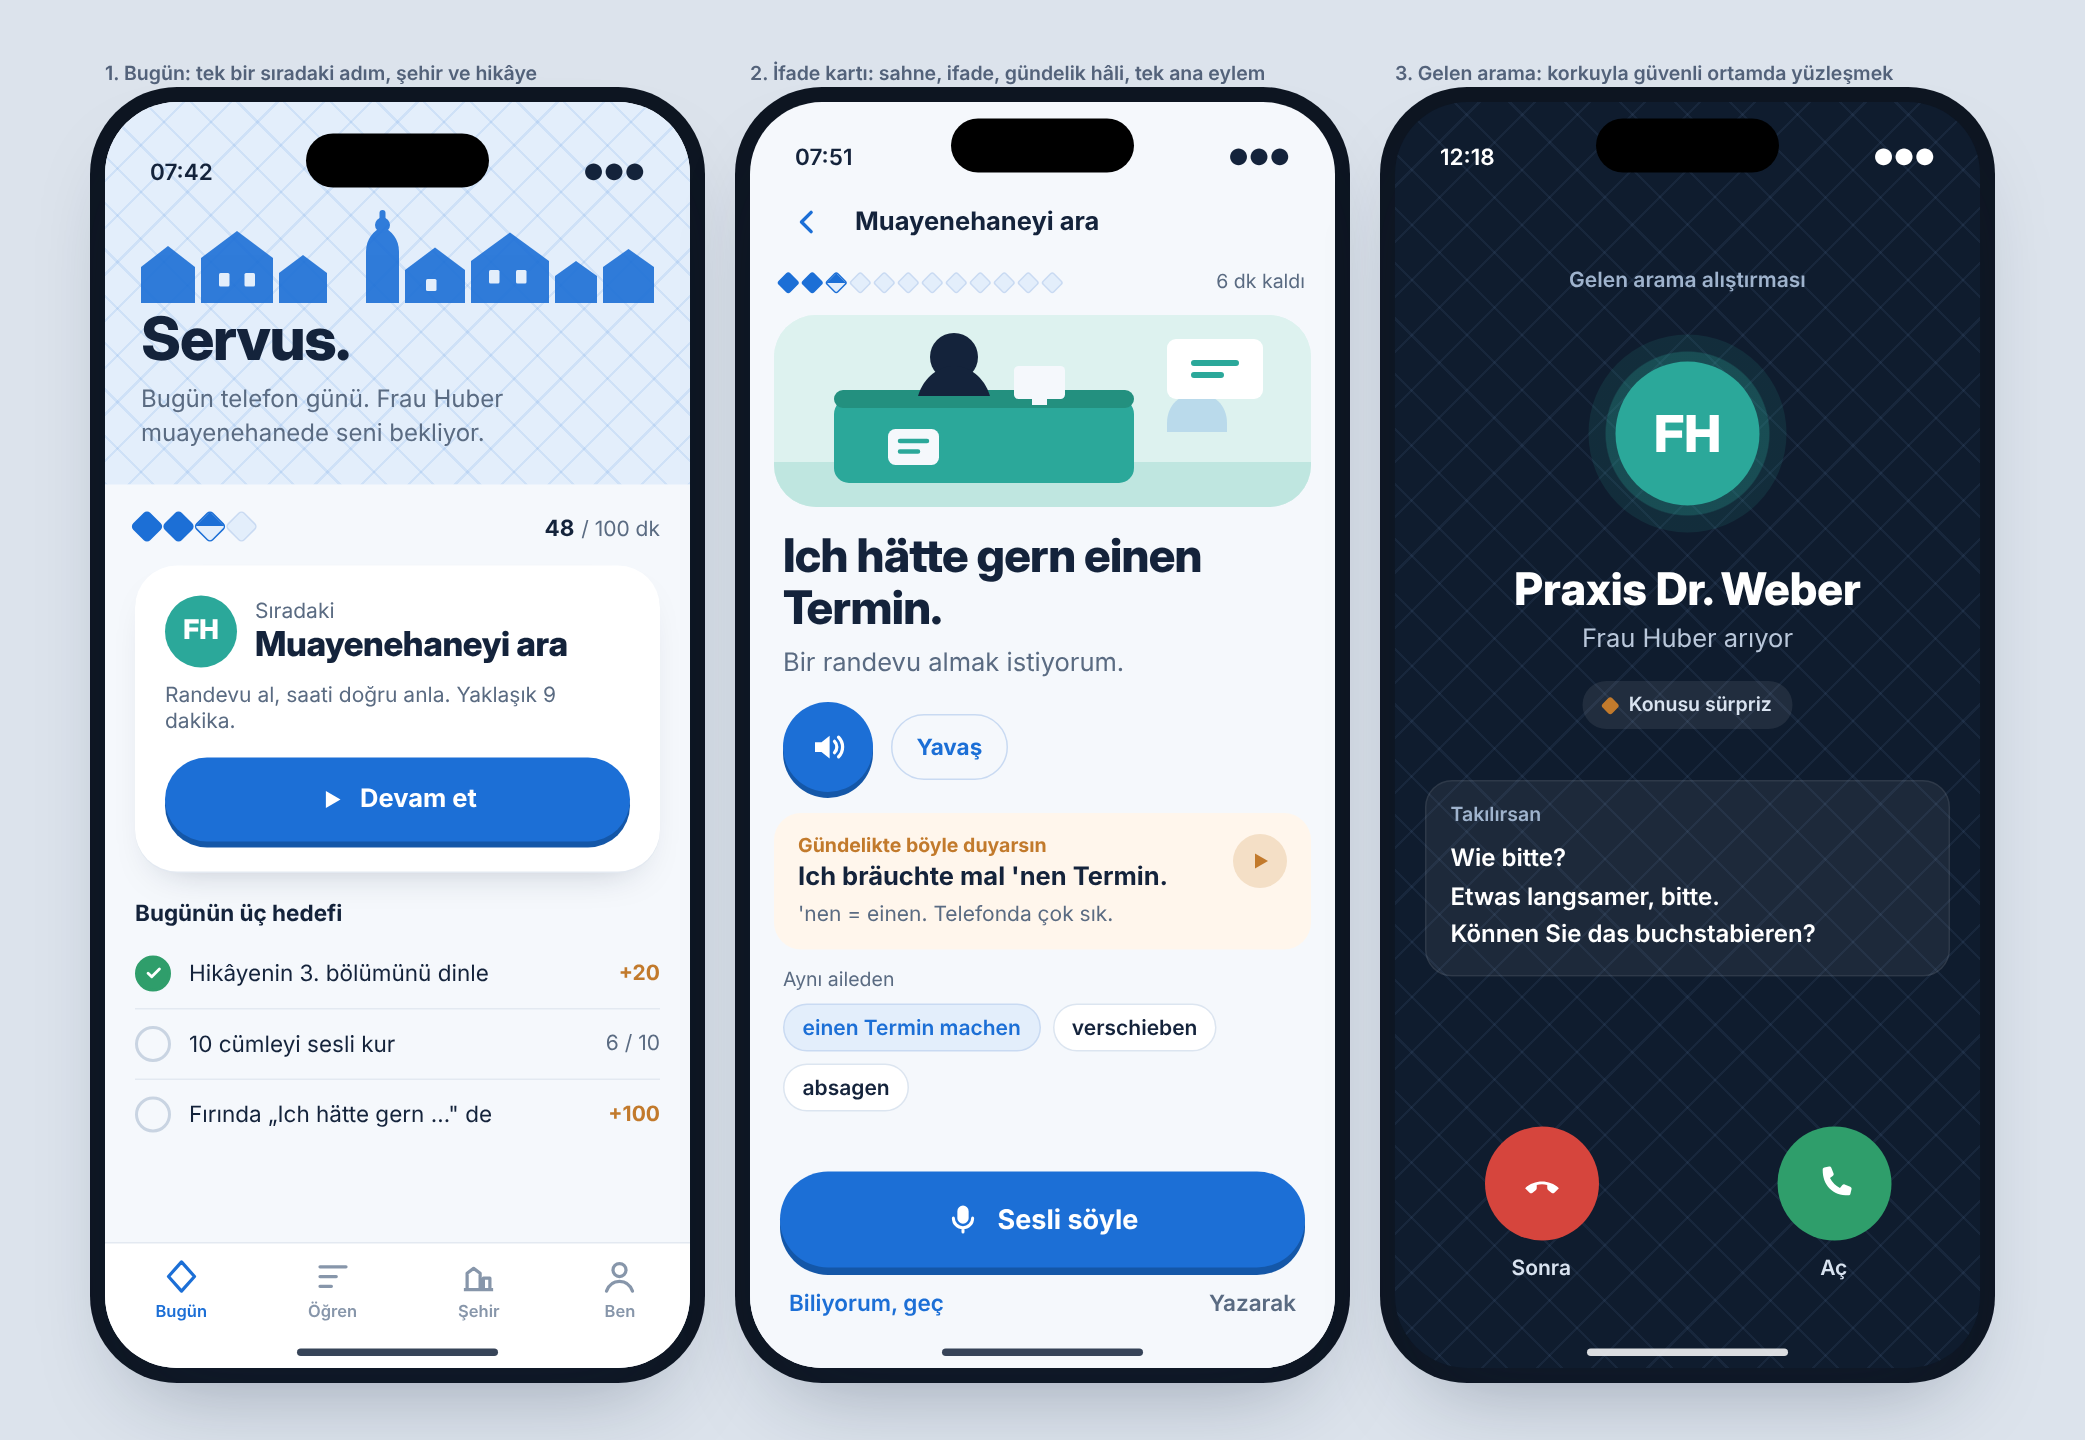 1. Bugün: tek bir sıradaki adım, şehir ve hikâye
07:42
Servus.
Bugün telefon günü. Frau Huber
muayenehanede seni bekliyor.
48 / 100 dk
FH
Sıradaki
Muayenehaneyi ara
Randevu al, saati doğru anla. Yaklaşık 9
dakika.
Devam et
Bugünün üç hedefi
Hikâyenin 3. bölümünü dinle +20
10 cümleyi sesli kur 6 / 10
Fırında „Ich hätte gern ..." de +100
Bugün Öğren Şehir Ben
2. İfade kartı: sahne, ifade, gündelik hâli, tek ana eylem
07:51
Muayenehaneyi ara
6 dk kaldı
Ich hätte gern einen
Termin.
Bir randevu almak istiyorum.
Yavaş
Gündelikte böyle duyarsın
Ich bräuchte mal 'nen Termin.
'nen = einen. Telefonda çok sık.
Aynı aileden
einen Termin machen verschieben
absagen
Sesli söyle
Biliyorum, geç Yazarak
3. Gelen arama: korkuyla güvenli ortamda yüzleşmek
12:18
Gelen arama alıştırması
FH
Praxis Dr. Weber
Frau Huber arıyor
Konusu sürpriz
Takılırsan
Wie bitte?
Etwas langsamer, bitte.
Können Sie das buchstabieren?
Sonra Aç